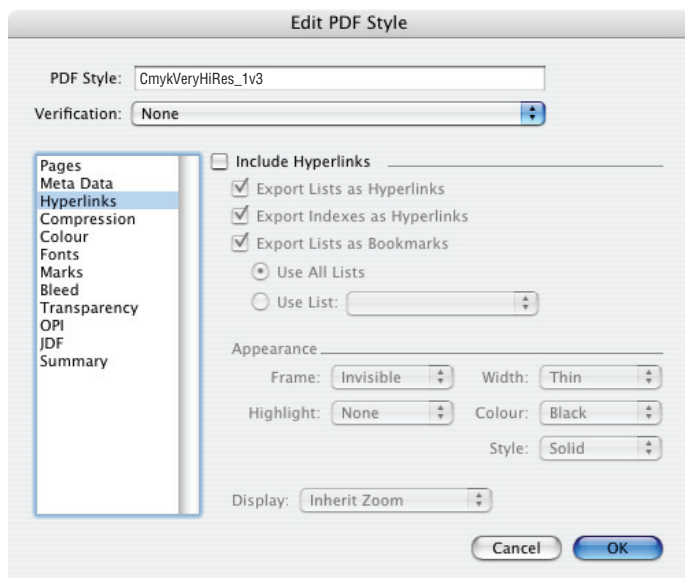 Edit PDF Style
PDF Style: CmykVeryHiRes_1v3
Verification: None
Pages
Meta Data
Hyperlinks
Compression
Colour
Fonts
Marks
Bleed
Transparency
OPI
JDF
Summary
Include Hyperlinks
Export Lists as Hyperlinks
Export Indexes as Hyperlinks
Export Lists as Bookmarks
Use All Lists
Use List:
Appearance
Frame: Invisible Width: Thin
Highlight: None Colour: Black
Style: Solid
Display: Inherit Zoom
Cancel OK